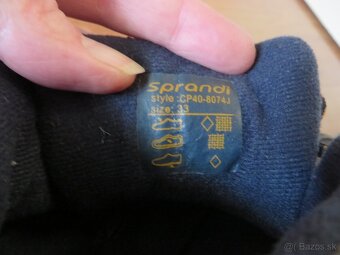 sprandi
style :CP40-8074J
size: 33
Bazos.sk